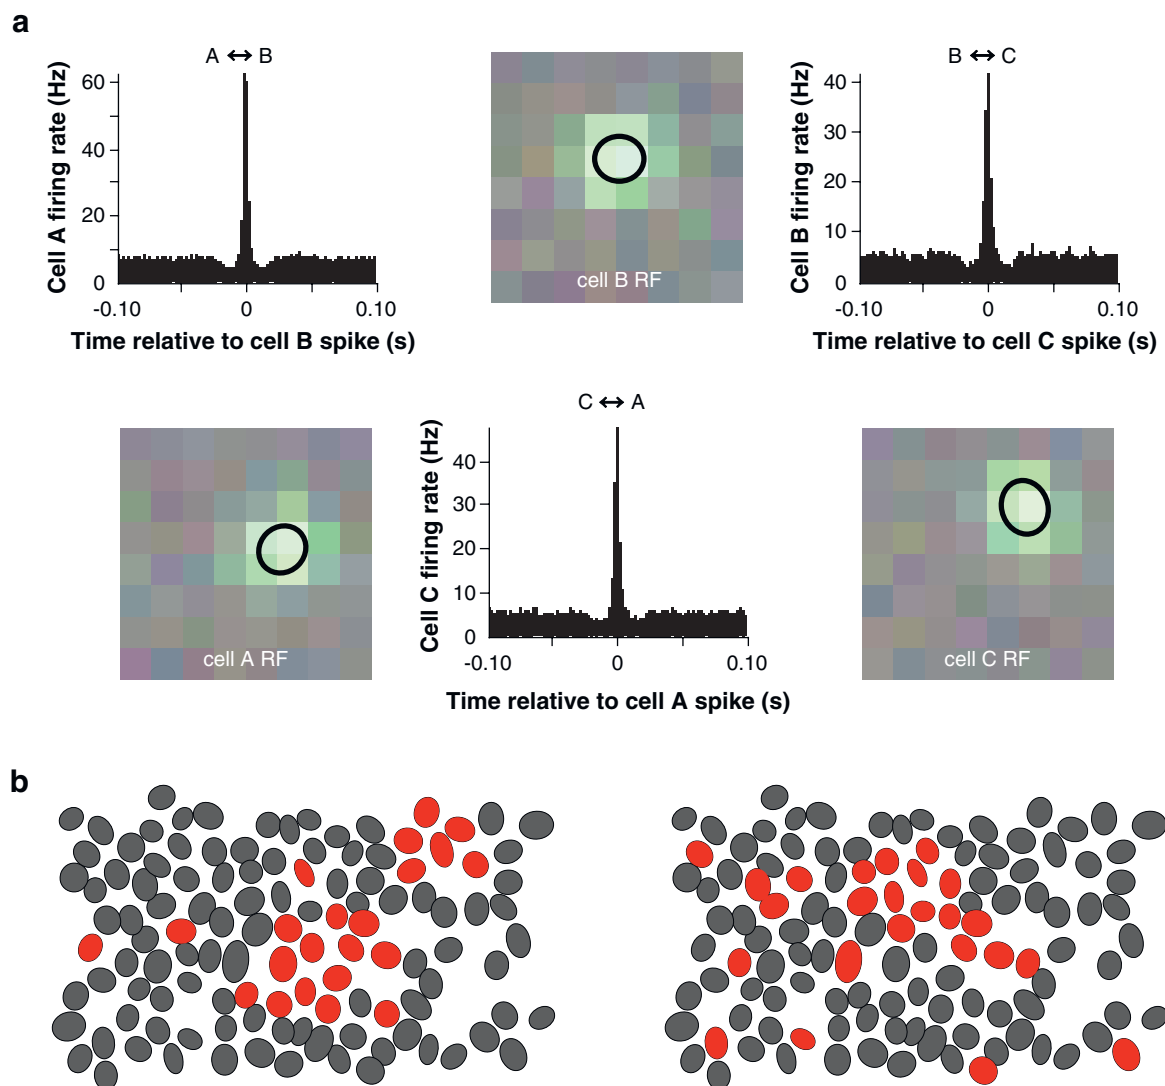 a
A ↔ B
Cell A firing rate (Hz)
60
40
20
0
-0.10
0
0.10
Time relative to cell B spike (s)
cell B RF
B ↔ C
Cell B firing rate (Hz)
40
30
20
10
0
-0.10
0
0.10
Time relative to cell C spike (s)
cell A RF
C ↔ A
Cell C firing rate (Hz)
40
30
20
10
0
-0.10
0
0.10
Time relative to cell A spike (s)
cell C RF
b